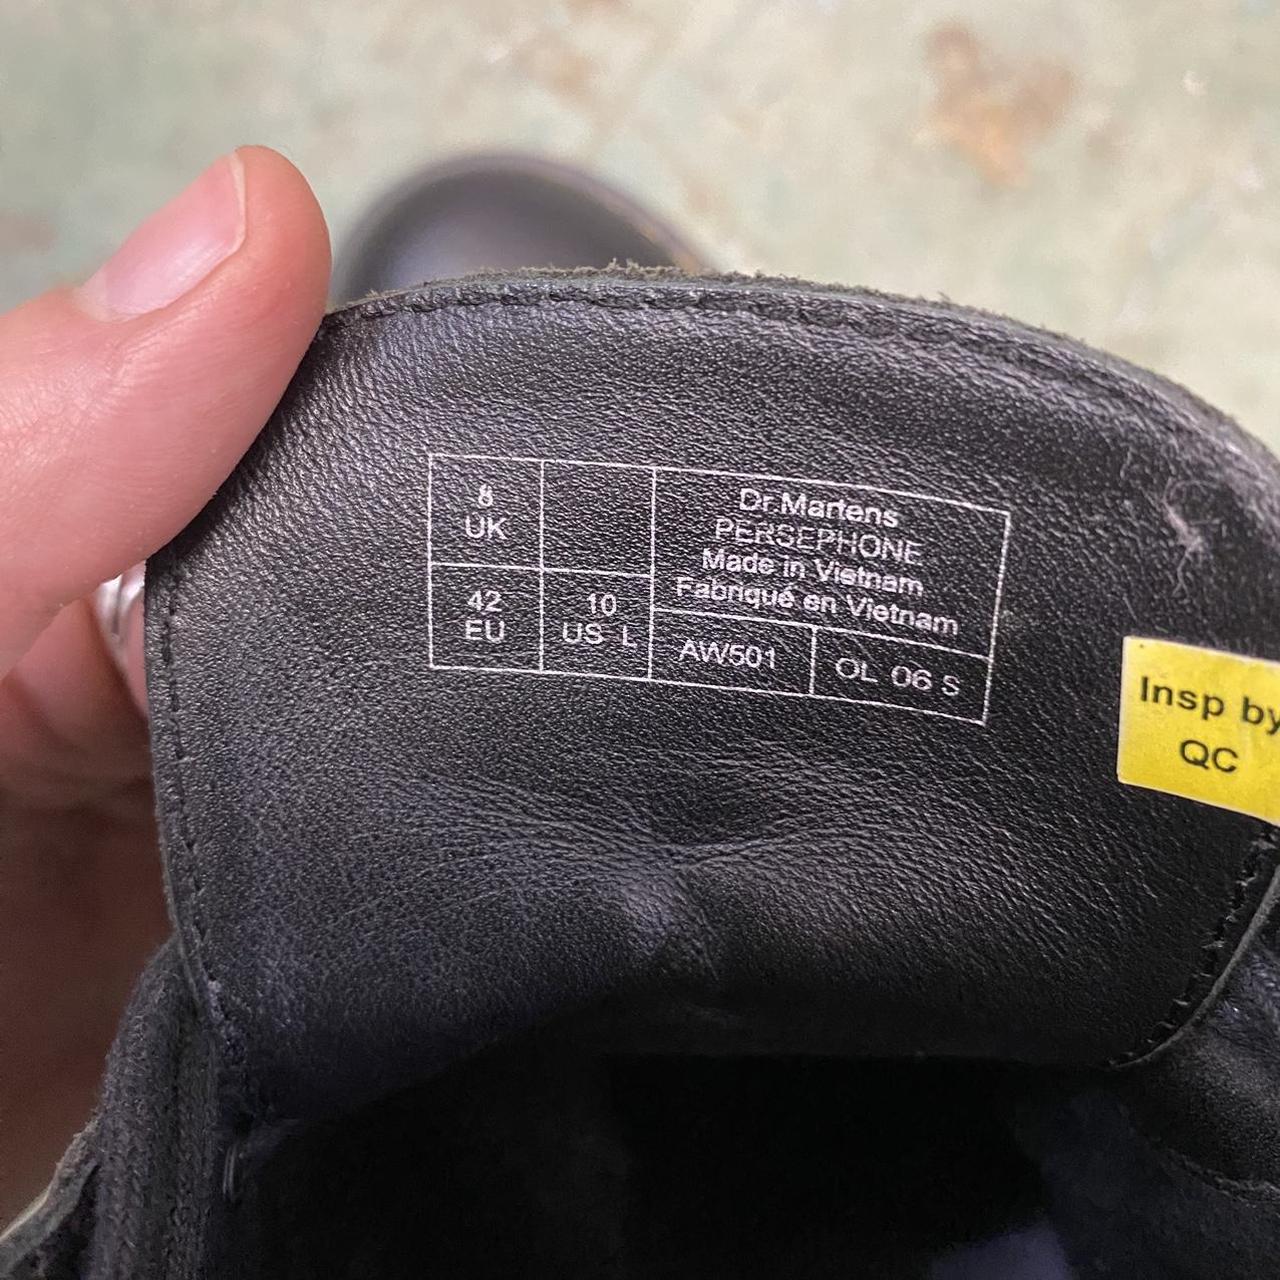 8
UK
42
EU
10
US L
Dr.Martens
PERSEPHONE
Made in Vietnam
Fabriqué en Vietnam
AW501
OL 06 S
Insp by
QC